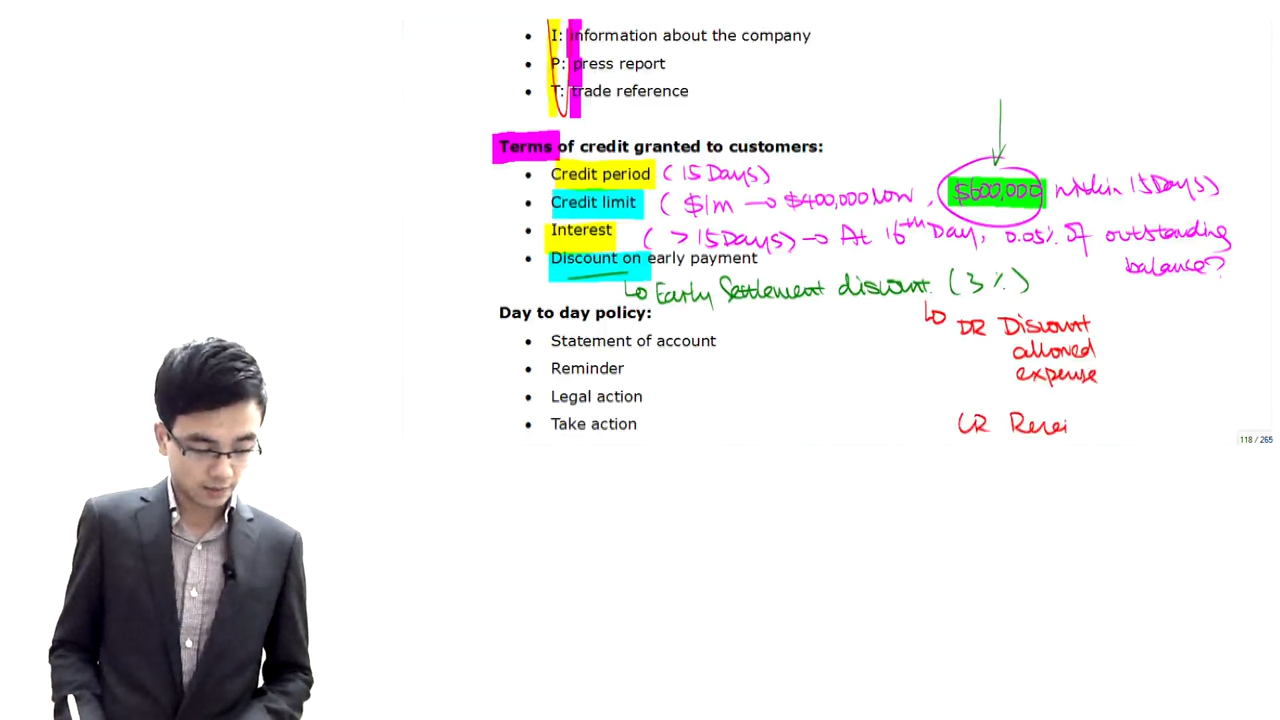 • I: information about the company
• P: press report
• T: trade reference
Terms of credit granted to customers:
• Credit period (15 Days)
• Credit limit ($1m → $400,000 now, $600,000 within 15 Days)
• Interest (>15 Days) → At 16th Day, 0.05% of outstanding balance?
• Discount on early payment
↳ Early Settlement discount (3%)
↳ DR Discount
allowed
expense
Day to day policy:
• Statement of account
• Reminder
• Legal action
• Take action
CR Recei
118 / 265